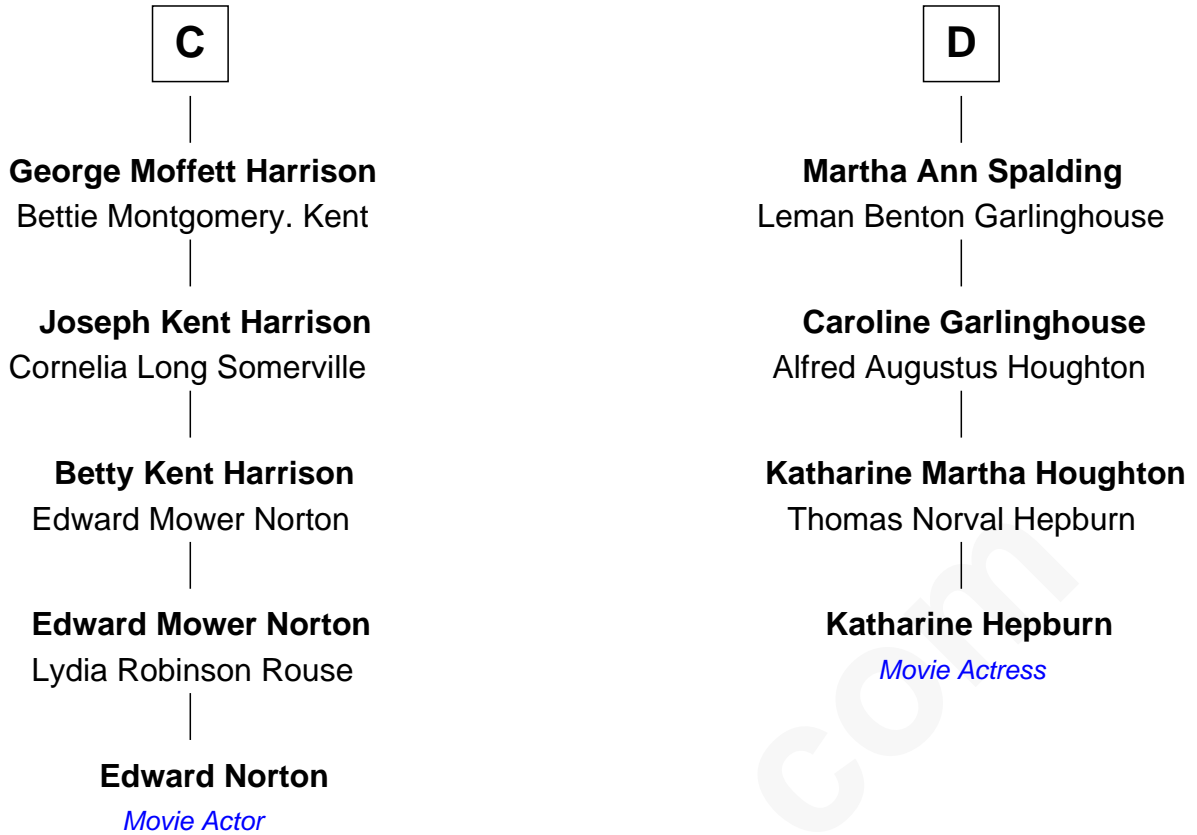 C
George Moffett Harrison
Bettie Montgomery. Kent
Joseph Kent Harrison
Cornelia Long Somerville
Betty Kent Harrison
Edward Mower Norton
Edward Mower Norton
Lydia Robinson Rouse
Edward Norton
Movie Actor
D
Martha Ann Spalding
Leman Benton Garlinghouse
Caroline Garlinghouse
Alfred Augustus Houghton
Katharine Martha Houghton
Thomas Norval Hepburn
Katharine Hepburn
Movie Actress
com